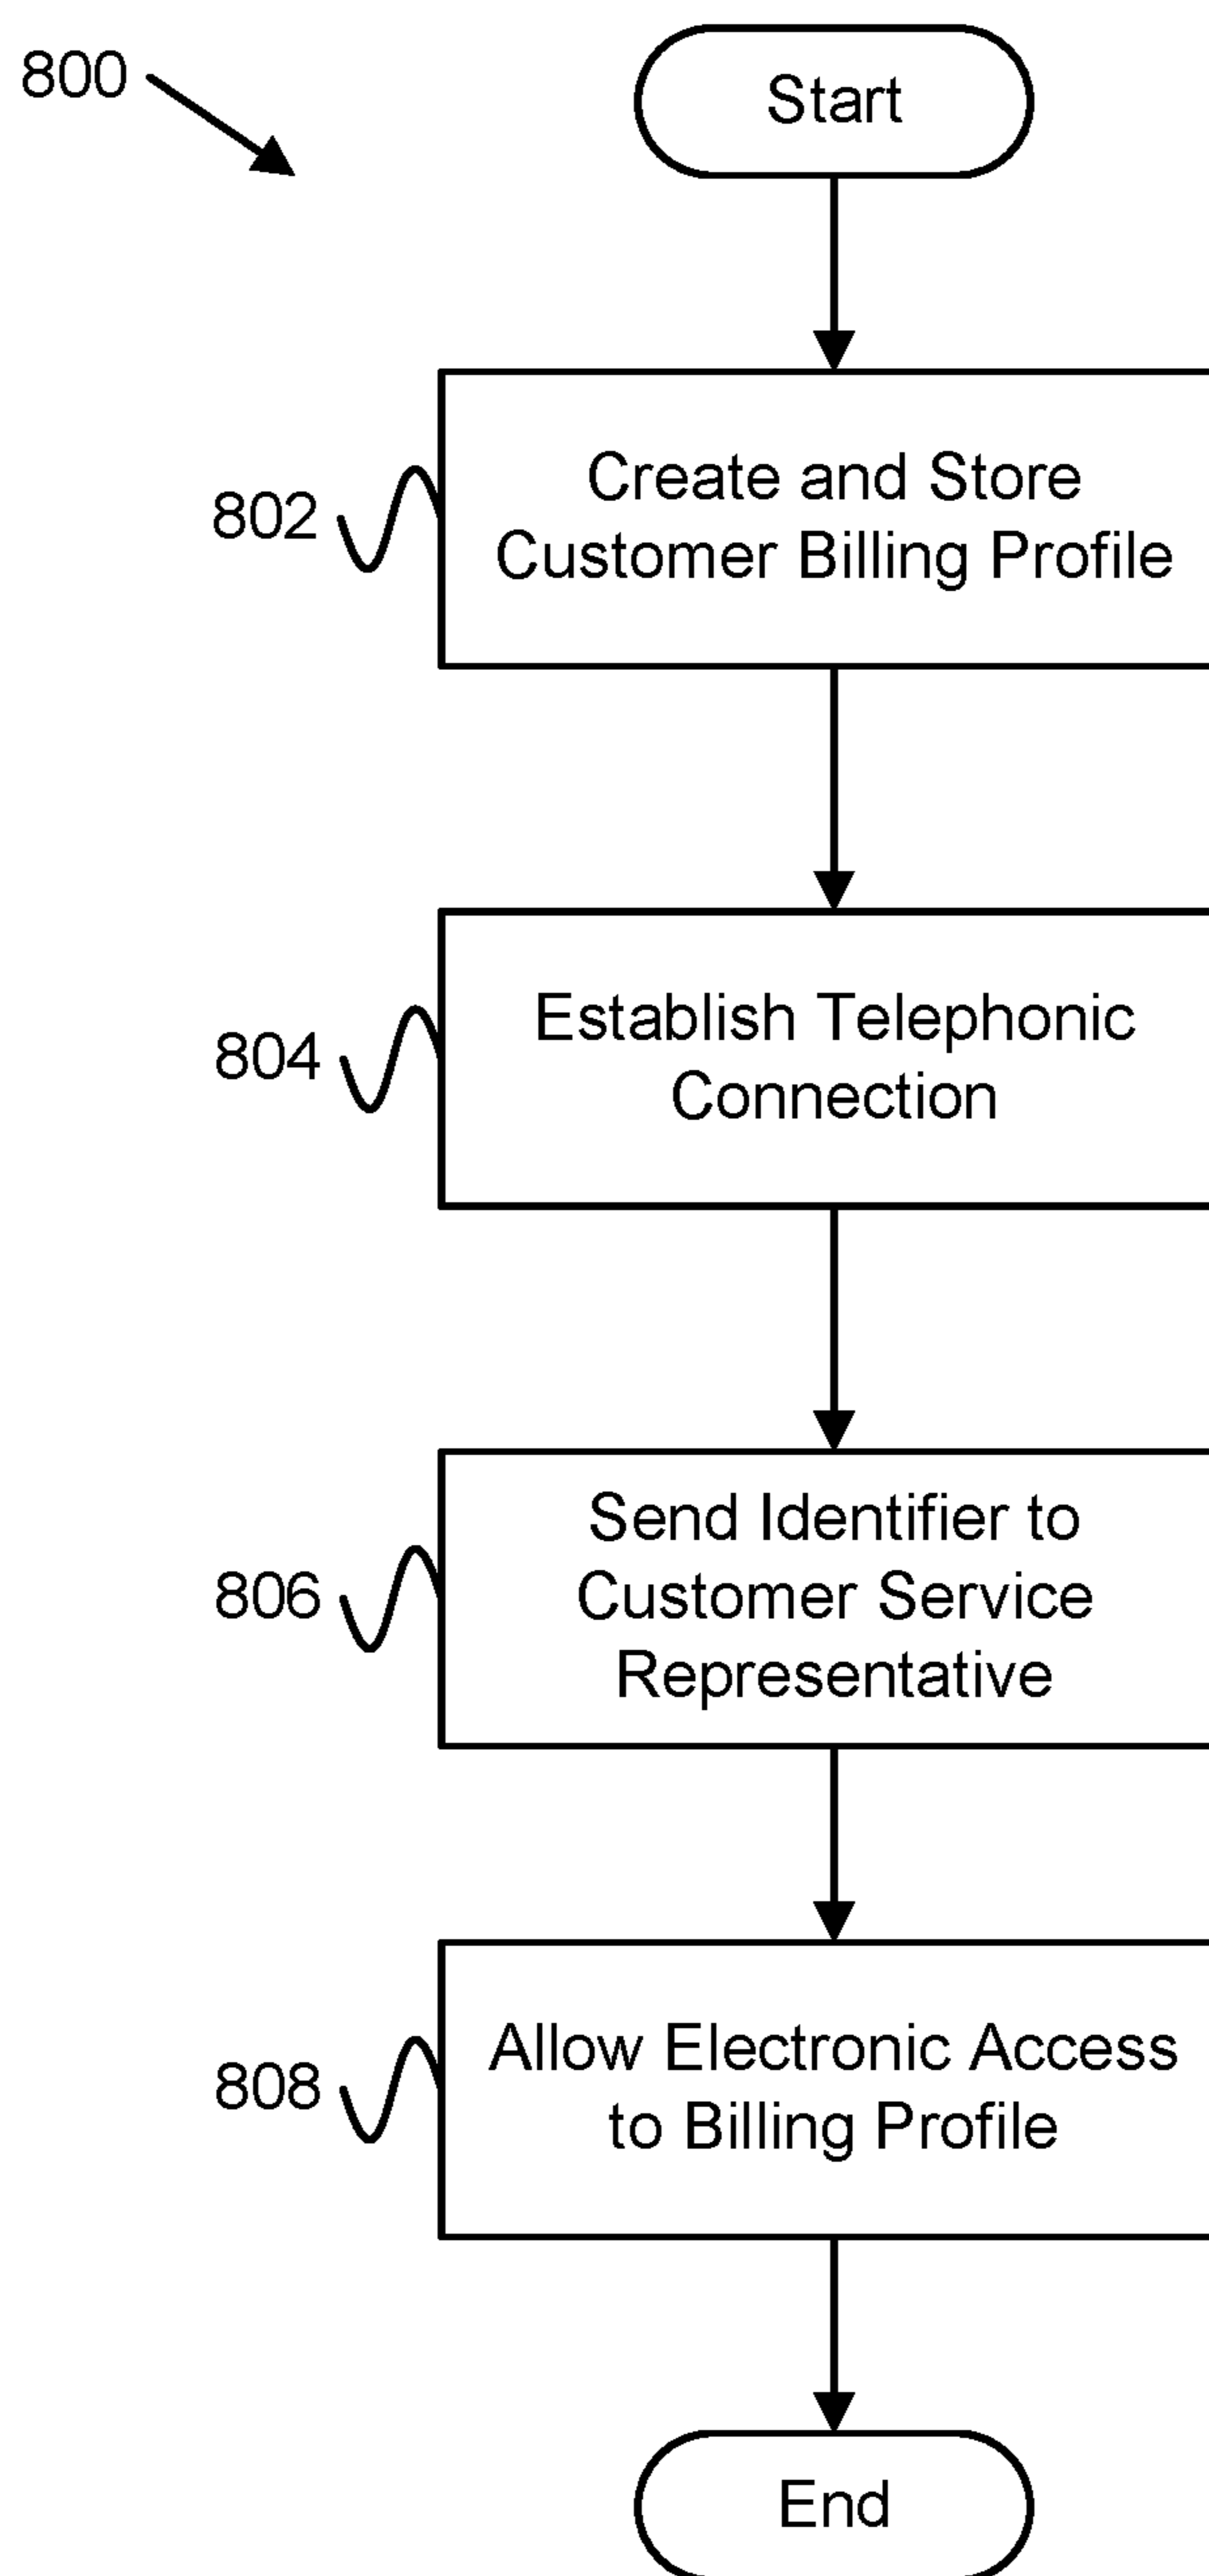 800
Start
802
Create and Store
Customer Billing Profile
804
Establish Telephonic
Connection
806
Send Identifier to
Customer Service
Representative
808
Allow Electronic Access
to Billing Profile
End